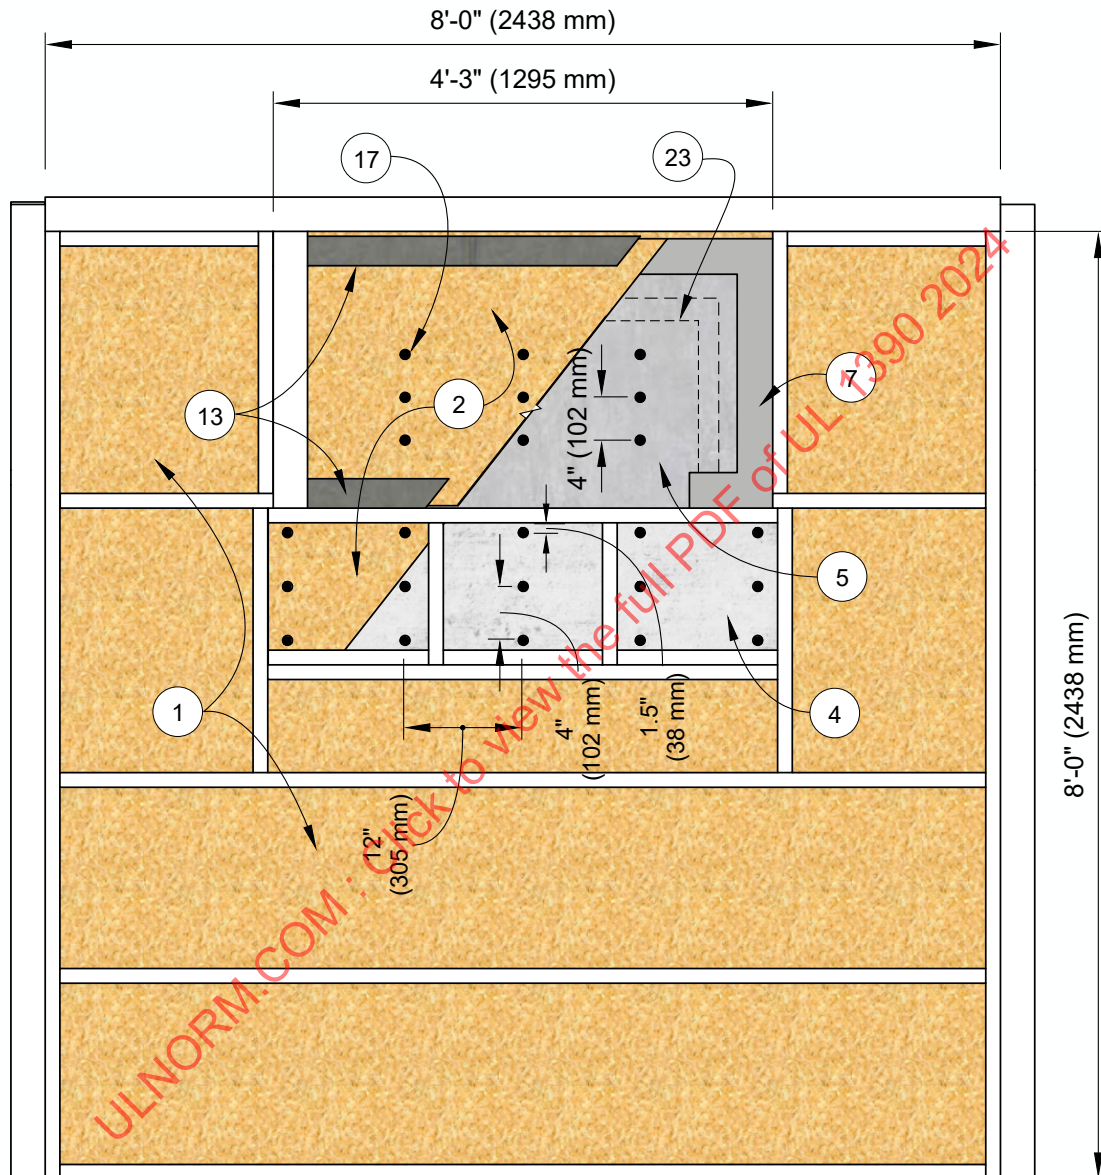 8'-0" (2438 mm)
4'-3" (1295 mm)
17
23
7
13
2
4" (102 mm)
5
1
4
4"
(102 mm)
1.5"
(38 mm)
12"
(305 mm)
8'-0" (2438 mm)
ULNORM.COM : Click to view the full PDF of UL 1390 2024